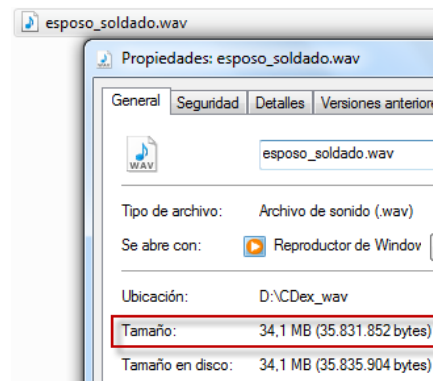 esposo_soldado.wav
Propiedades: esposo_soldado.wav
General Seguridad Detalles Versiones anteriore
WAV
esposo_soldado.wav
Tipo de archivo: Archivo de sonido (.wav)
Se abre con: Reproductor de Window
Ubicación: D:\CDex_wav
Tamaño: 34,1 MB (35.831.852 bytes)
Tamaño en disco: 34,1 MB (35.835.904 bytes)